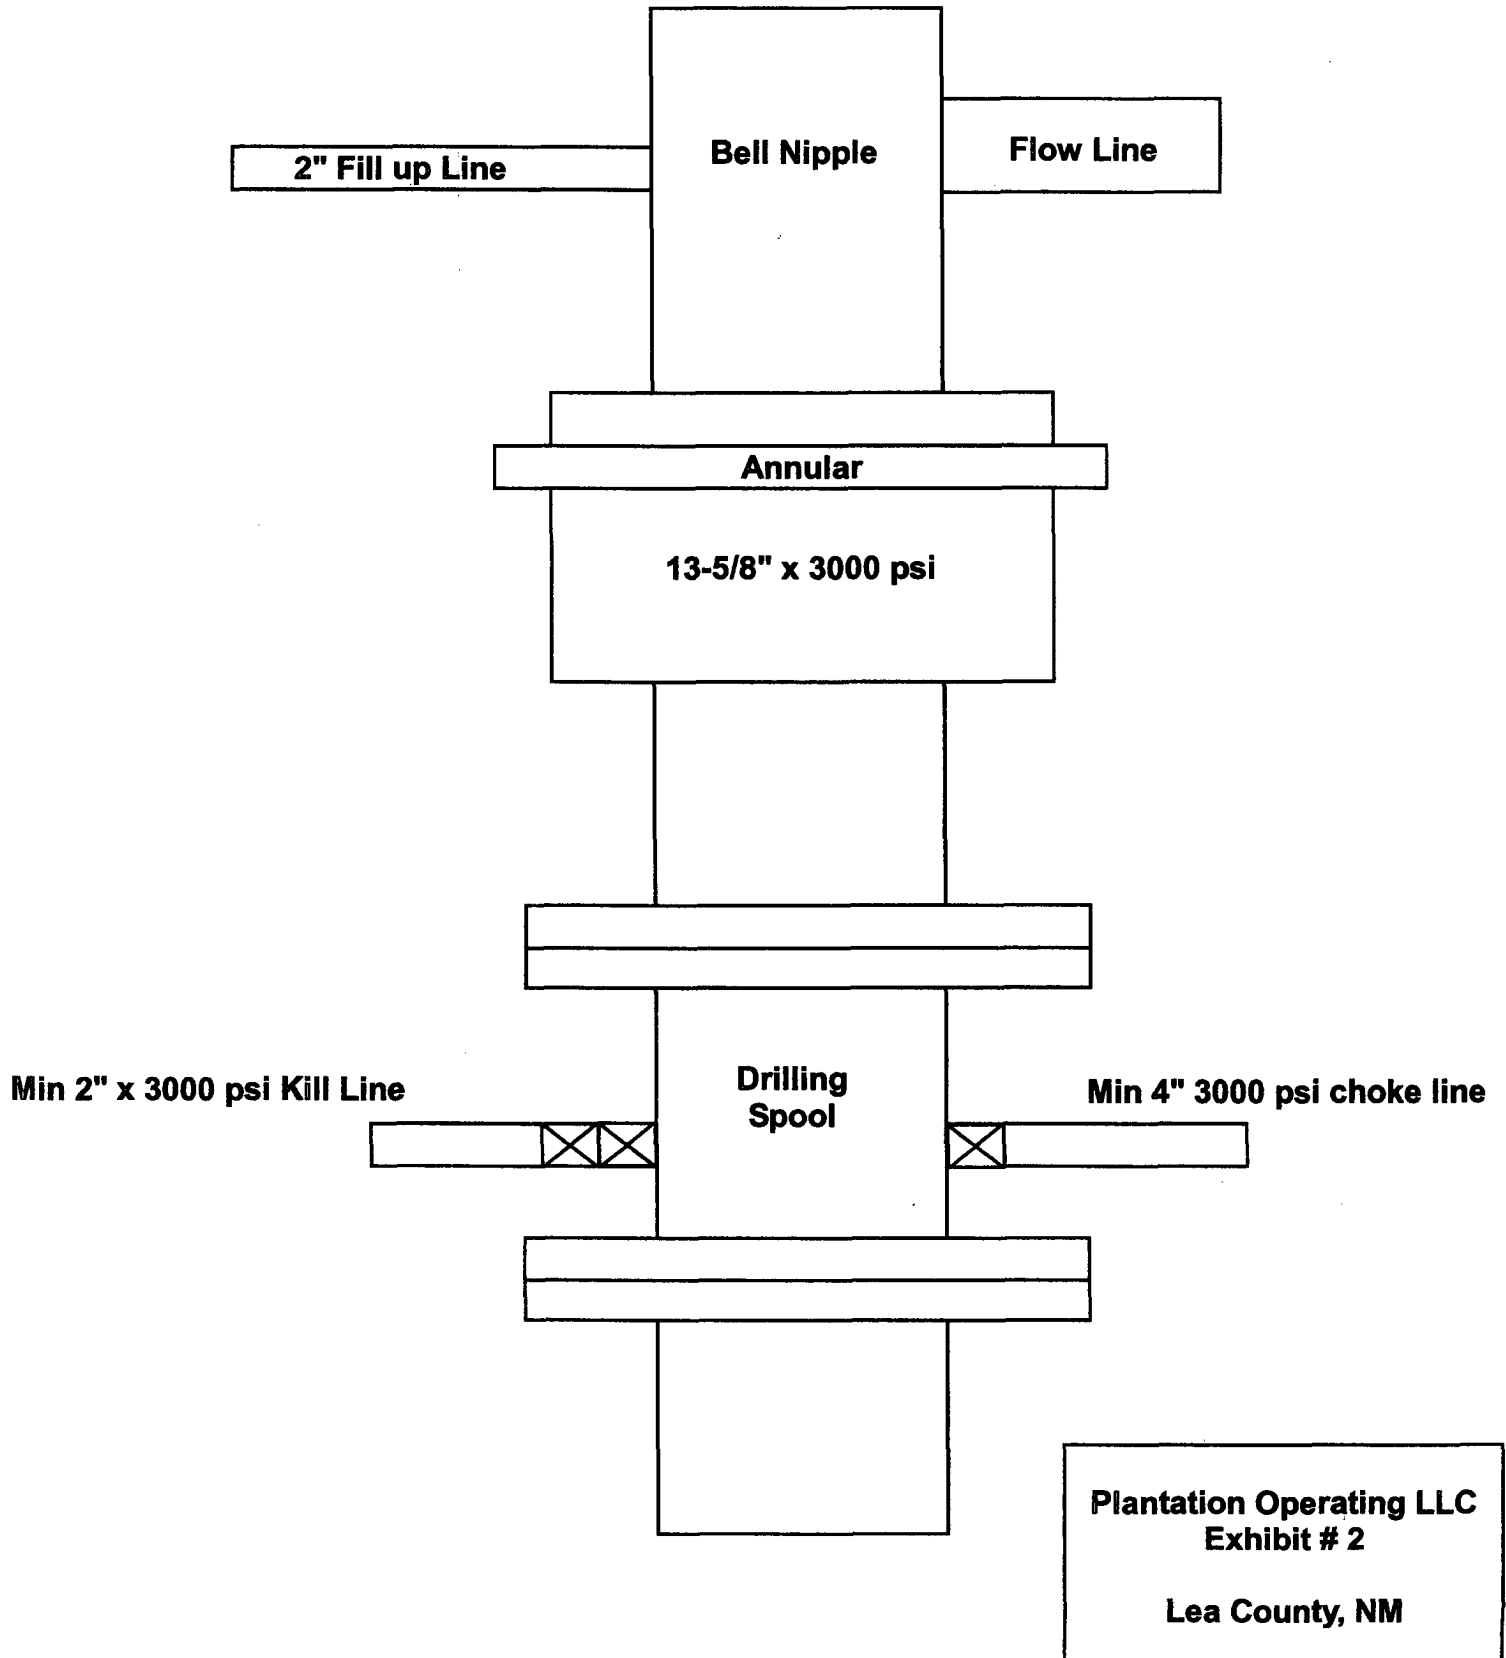 Bell Nipple
Flow Line
2" Fill up Line
Annular
13-5/8" x 3000 psi
Drilling
Spool
Min 2" x 3000 psi Kill Line
Min 4" 3000 psi choke line
Plantation Operating LLC
Exhibit # 2
Lea County, NM